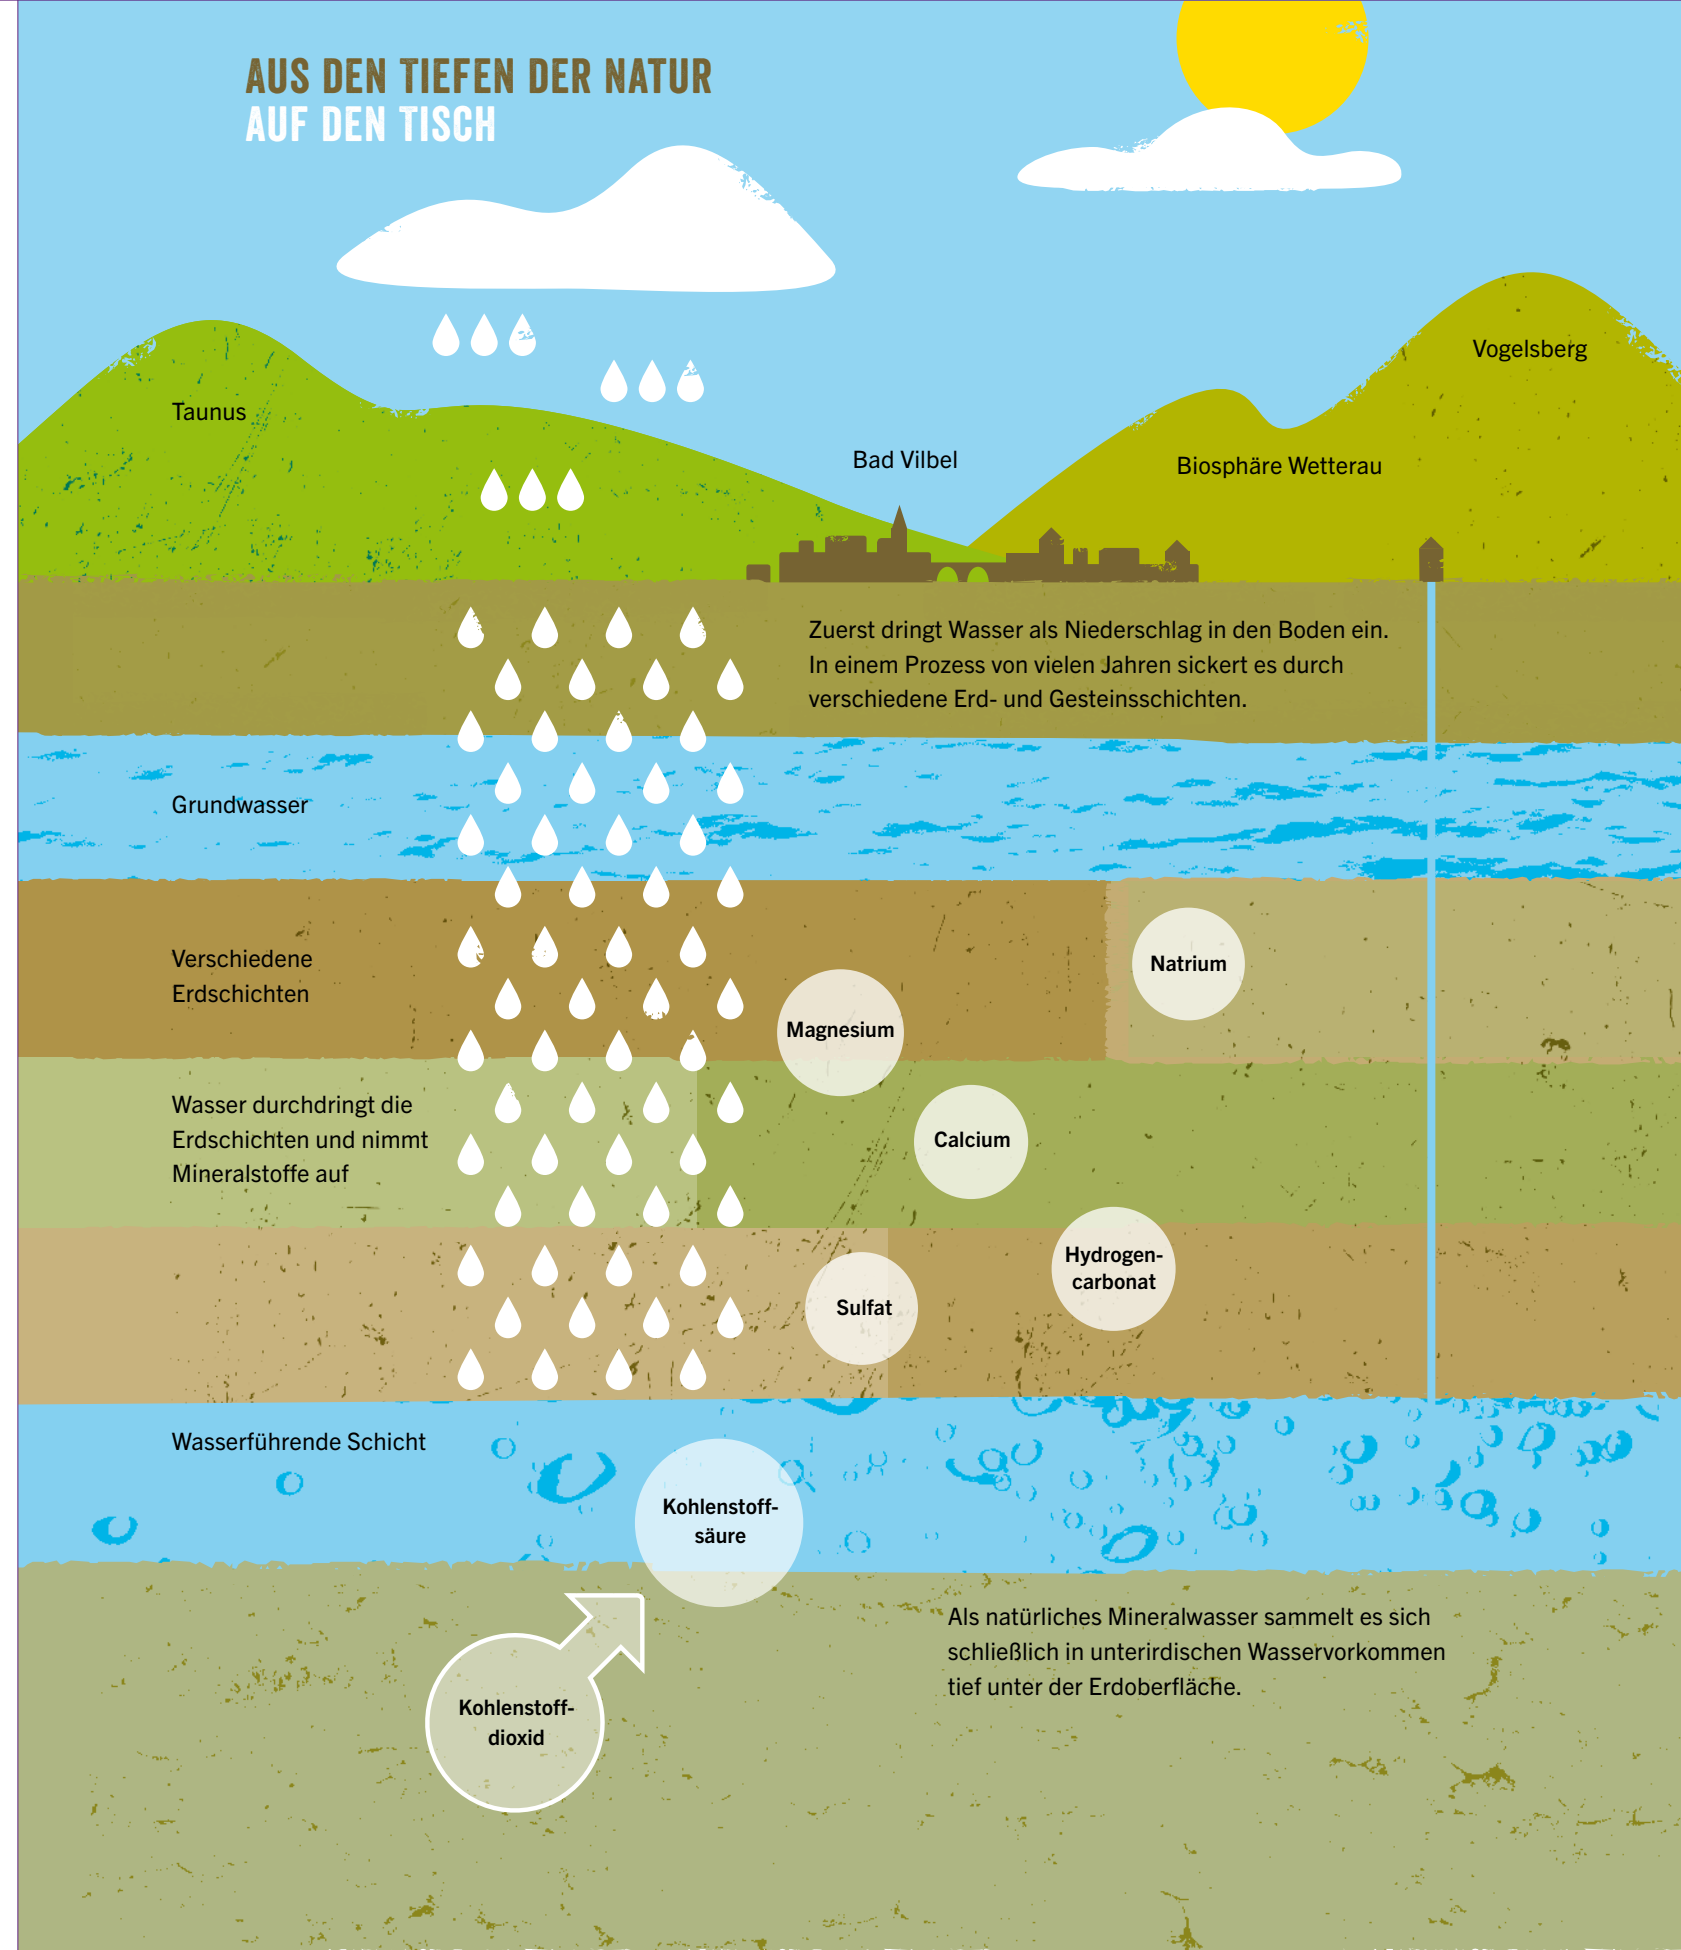 AUS DEN TIEFEN DER NATUR
AUF DEN TISCH
Vogelsberg
Taunus
Bad Vilbel
Biosphäre Wetterau
Zuerst dringt Wasser als Niederschlag in den Boden ein.
In einem Prozess von vielen Jahren sickert es durch
verschiedene Erd- und Gesteinsschichten.
Grundwasser
Verschiedene
Erdschichten
Natrium
Magnesium
Wasser durchdringt die
Erdschichten und nimmt
Mineralstoffe auf
Calcium
Hydrogen-
carbonat
Sulfat
Wasserführende Schicht
Kohlenstoff-
säure
Als natürliches Mineralwasser sammelt es sich
schließlich in unterirdischen Wasservorkommen
tief unter der Erdoberfläche.
Kohlenstoff-
dioxid